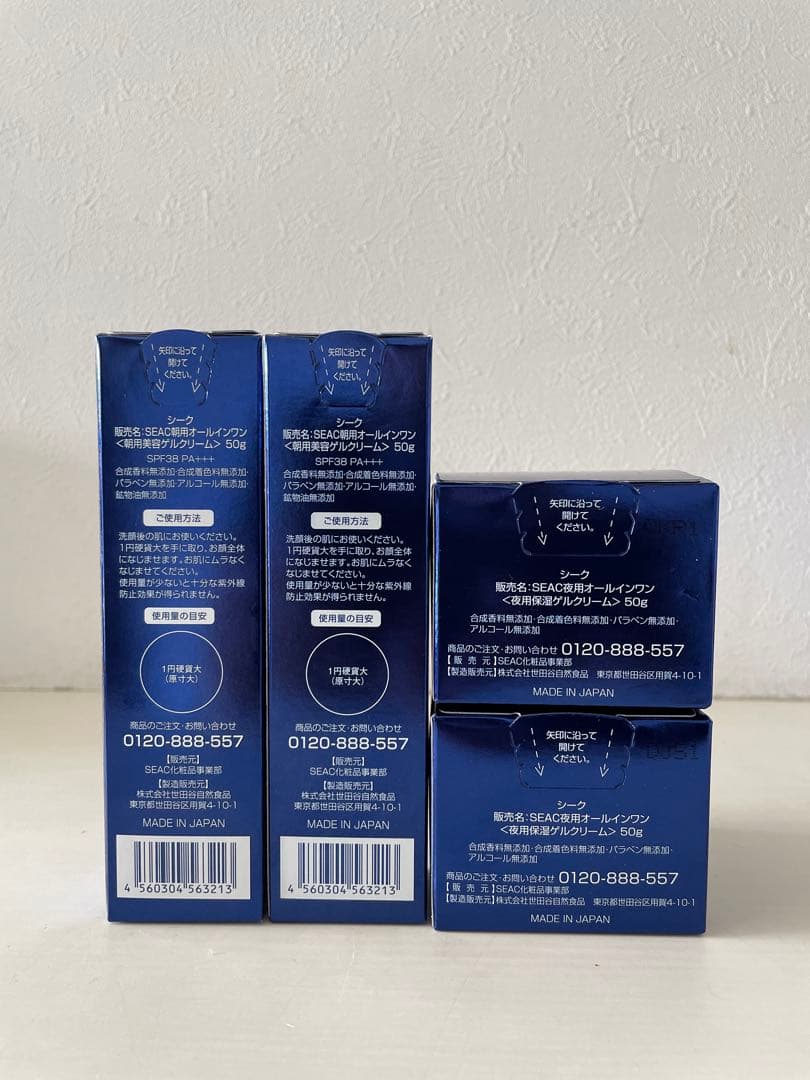 矢印に沿って
開けて
ください。
シーク
販売名:SEAC朝用オールインワン
<朝用美容ゲルクリーム> 50g
SPF38 PA+++
合成香料無添加・合成着色料無添加・
パラベン無添加・アルコール無添加・
鉱物油無添加
ご使用方法
洗顔後の肌にお使いください。
1円硬貨大を手に取り、お顔全体
になじませます。お肌にムラなく
なじませてください。
使用量が少ないと十分な紫外線
防止効果が得られません。
使用量の目安
1円硬貨大
(原寸大)
商品のご注文・お問い合わせ
0120-888-557
【販売元】
SEAC化粧品事業部
【製造販売元】
株式会社世田谷自然食品
東京都世田谷区用賀4-10-1
MADE IN JAPAN
4 560304 563213
矢印に沿って
開けて
ください。
シーク
販売名:SEAC朝用オールインワン
<朝用美容ゲルクリーム> 50g
SPF38 PA+++
合成香料無添加・合成着色料無添加・
パラベン無添加・アルコール無添加・
鉱物油無添加
ご使用方法
洗顔後の肌にお使いください。
1円硬貨大を手に取り、お顔全体
になじませます。お肌にムラなく
なじませてください。
使用量が少ないと十分な紫外線
防止効果が得られません。
使用量の目安
1円硬貨大
(原寸大)
商品のご注文・お問い合わせ
0120-888-557
【販売元】
SEAC化粧品事業部
【製造販売元】
株式会社世田谷自然食品
東京都世田谷区用賀4-10-1
MADE IN JAPAN
4 560304 563213
矢印に沿って
開けて
ください。
シーク
販売名:SEAC夜用オールインワン
<夜用保湿ゲルクリーム> 50g
合成香料無添加・合成着色料無添加・パラベン無添加・
アルコール無添加
商品のご注文・お問い合わせ 0120-888-557
【販売元】SEAC化粧品事業部
【製造販売元】株式会社世田谷自然食品 東京都世田谷区用賀4-10-1
MADE IN JAPAN
矢印に沿って
開けて
ください。
シーク
販売名:SEAC夜用オールインワン
<夜用保湿ゲルクリーム> 50g
合成香料無添加・合成着色料無添加・パラベン無添加・
アルコール無添加
商品のご注文・お問い合わせ 0120-888-557
【販売元】SEAC化粧品事業部
【製造販売元】株式会社世田谷自然食品 東京都世田谷区用賀4-10-1
MADE IN JAPAN